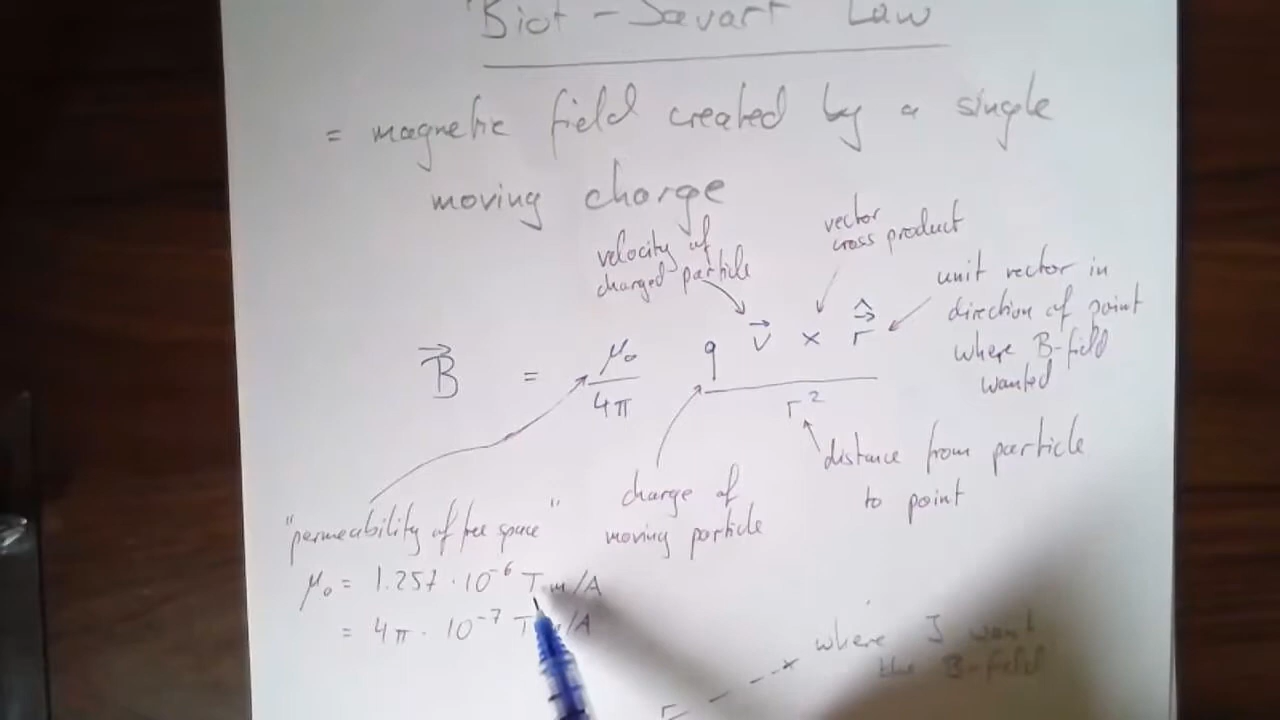 Biot - Savart Law
= magnetic field created by a single
moving charge
velocity of
charged particle
vector
cross product
unit vector in
direction of point
where B-field
wanted
B⃗ = μ₀/4π q v⃗ × r̂ / r²
distance from particle
to point
charge of
moving particle
"permeability of free space"
μ₀ = 1.257 · 10⁻⁶ Tm/A
= 4π · 10⁻⁷ Tm/A
where I want
the B-field
r